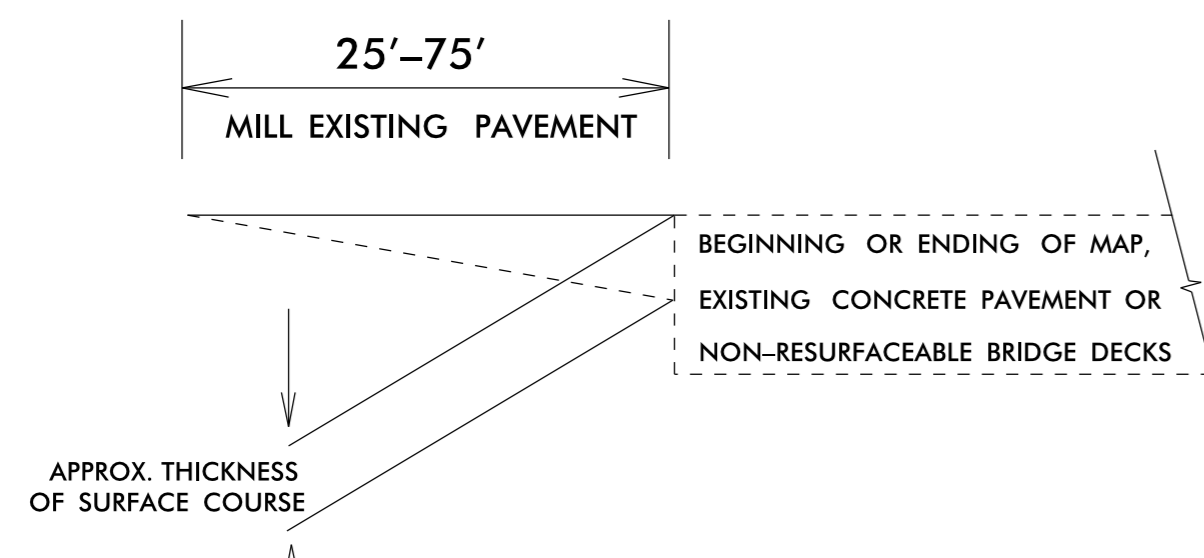 25'–75'
MILL EXISTING PAVEMENT
BEGINNING OR ENDING OF MAP,
EXISTING CONCRETE PAVEMENT OR
NON–RESURFACEABLE BRIDGE DECKS
APPROX. THICKNESS
OF SURFACE COURSE